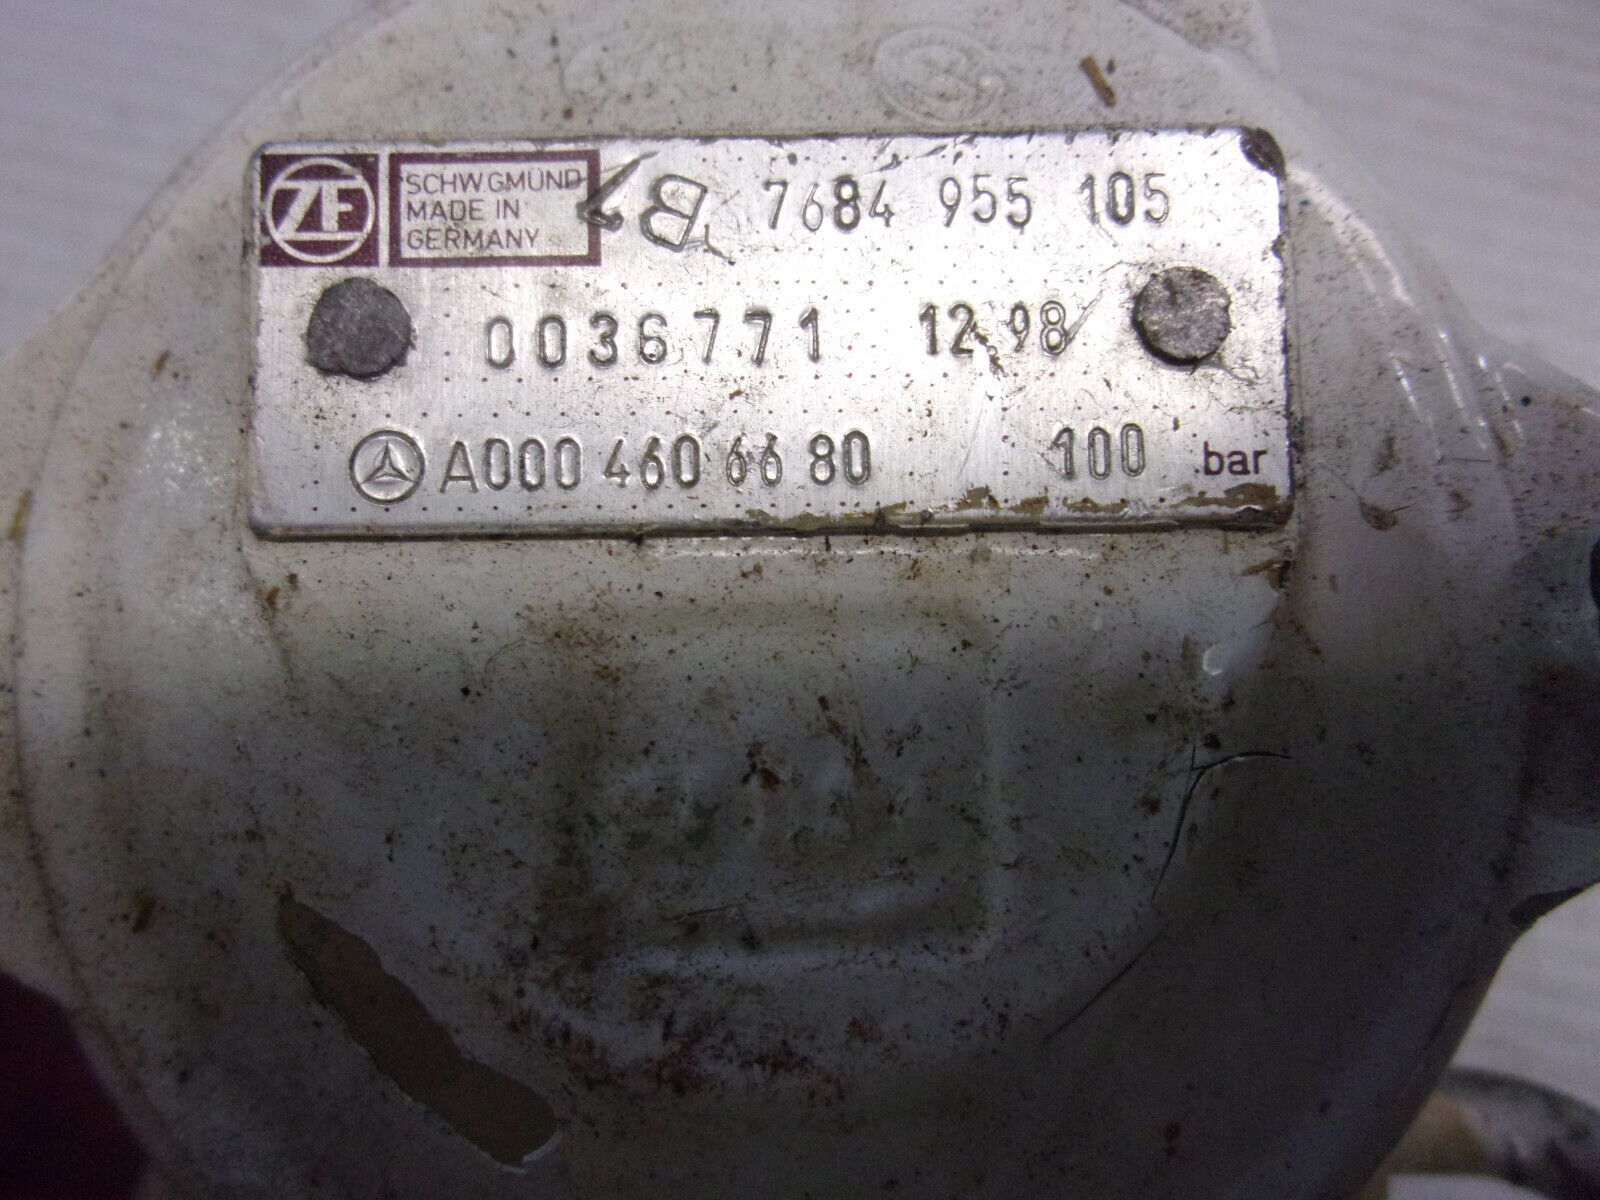 ZF
SCHW.GMÜND
MADE IN
GERMANY
7684 955 105
0036771 12 98
A000 460 66 80 100 bar